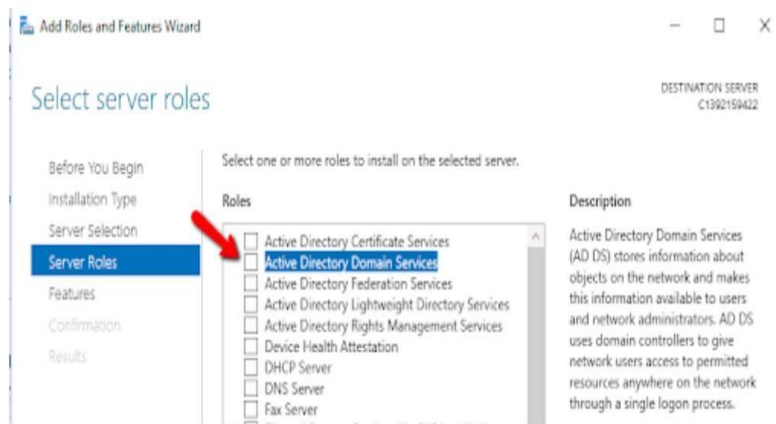 Add Roles and Features Wizard
Select server roles
DESTINATION SERVER
C1392159422
Before You Begin
Installation Type
Server Selection
Server Roles
Features
Confirmation
Results
Select one or more roles to install on the selected server.
Roles
Active Directory Certificate Services
Active Directory Domain Services
Active Directory Federation Services
Active Directory Lightweight Directory Services
Active Directory Rights Management Services
Device Health Attestation
DHCP Server
DNS Server
Fax Server
Description
Active Directory Domain Services
(AD DS) stores information about
objects on the network and makes
this information available to users
and network administrators. AD DS
uses domain controllers to give
network users access to permitted
resources anywhere on the network
through a single logon process.